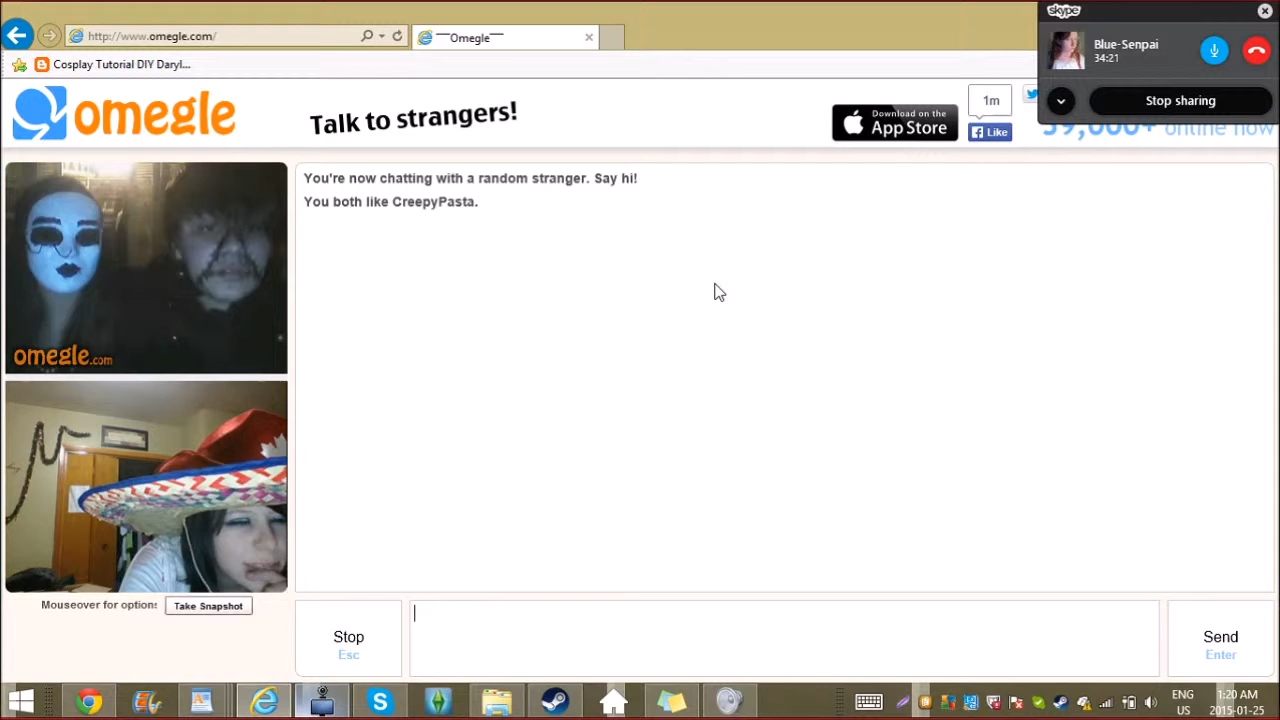 skype
http://www.omegle.com/
Omegle
Blue-Senpai
34:21
Cosplay Tutorial DIY Daryl...
Stop sharing
omegle
Talk to strangers!
Download on the
App Store
1m
Like
39,000+ online now
You're now chatting with a random stranger. Say hi!
You both like CreepyPasta.
omegle.com
Mouseover for options
Take Snapshot
Stop
Esc
Send
Enter
ENG
US
1:20 AM
2015-01-25